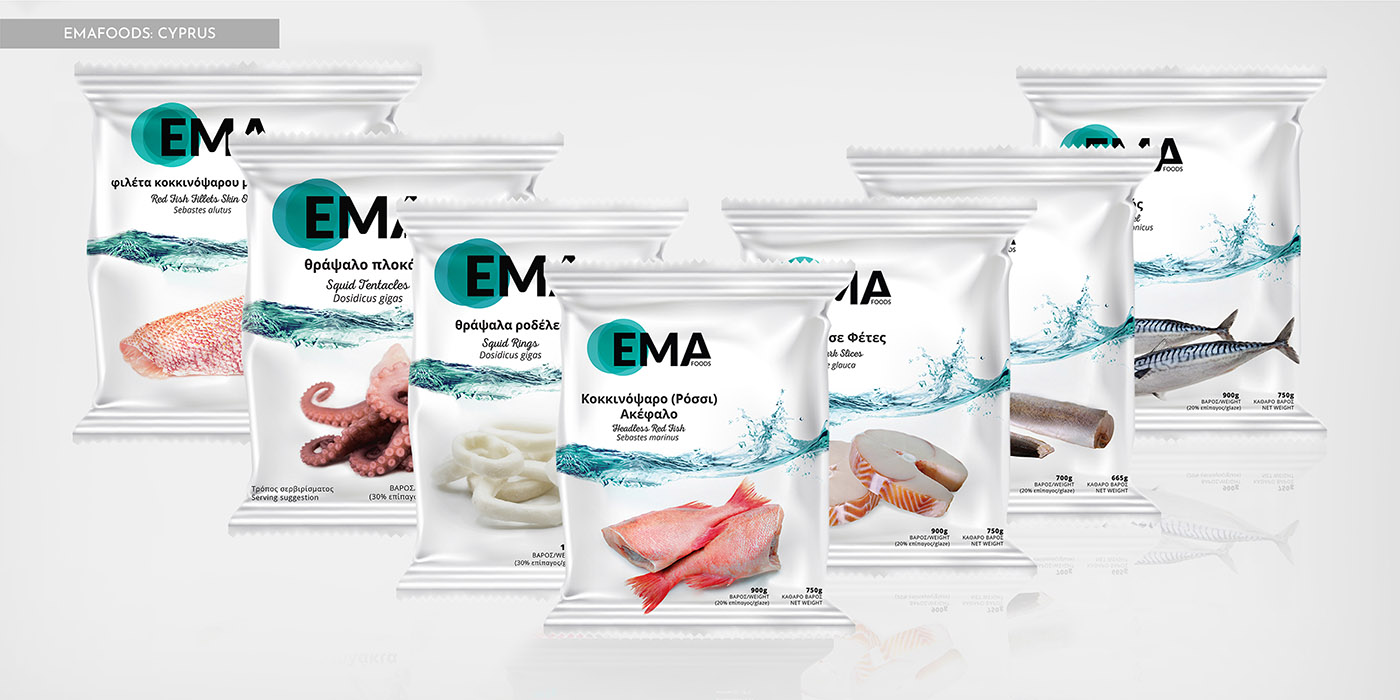 EMAFOODS: CYPRUS
EMA
φιλέτα κοκκινόψαρου
Red Fish Fillets Skin
Sebastes alutus
EMA
θράψαλο
Squid Tentacles
Dosidicus gigas
Τρόπος σερβιρίσματος
Serving suggestion
(30%
EMA
θράψαλα
Squid Rings
Dosidicus gigas
(30%
EMA
FOODS
Κοκκινόψαρο (Ρόσσι)
Ακέφαλο
Headless Red Fish
Sebastes marinus
900g
ΒΑΡΟΣ/WEIGHT
(20% επίπαγος/glaze)
750g
ΚΑΘΑΡΟ ΒΑΡΟΣ
NET WEIGHT
FOODS
σε Φέτες
Slices
glauca
900g
ΒΑΡΟΣ/WEIGHT
(20% επίπαγος/glaze)
750g
ΚΑΘΑΡΟ ΒΑΡΟΣ
NET WEIGHT
700g
ΒΑΡΟΣ/WEIGHT
(20% επίπαγος/glaze)
665g
ΚΑΘΑΡΟ ΒΑΡΟΣ
NET WEIGHT
EMA
FOODS
900g
ΒΑΡΟΣ/WEIGHT
(20% επίπαγος/glaze)
750g
ΚΑΘΑΡΟ ΒΑΡΟΣ
NET WEIGHT